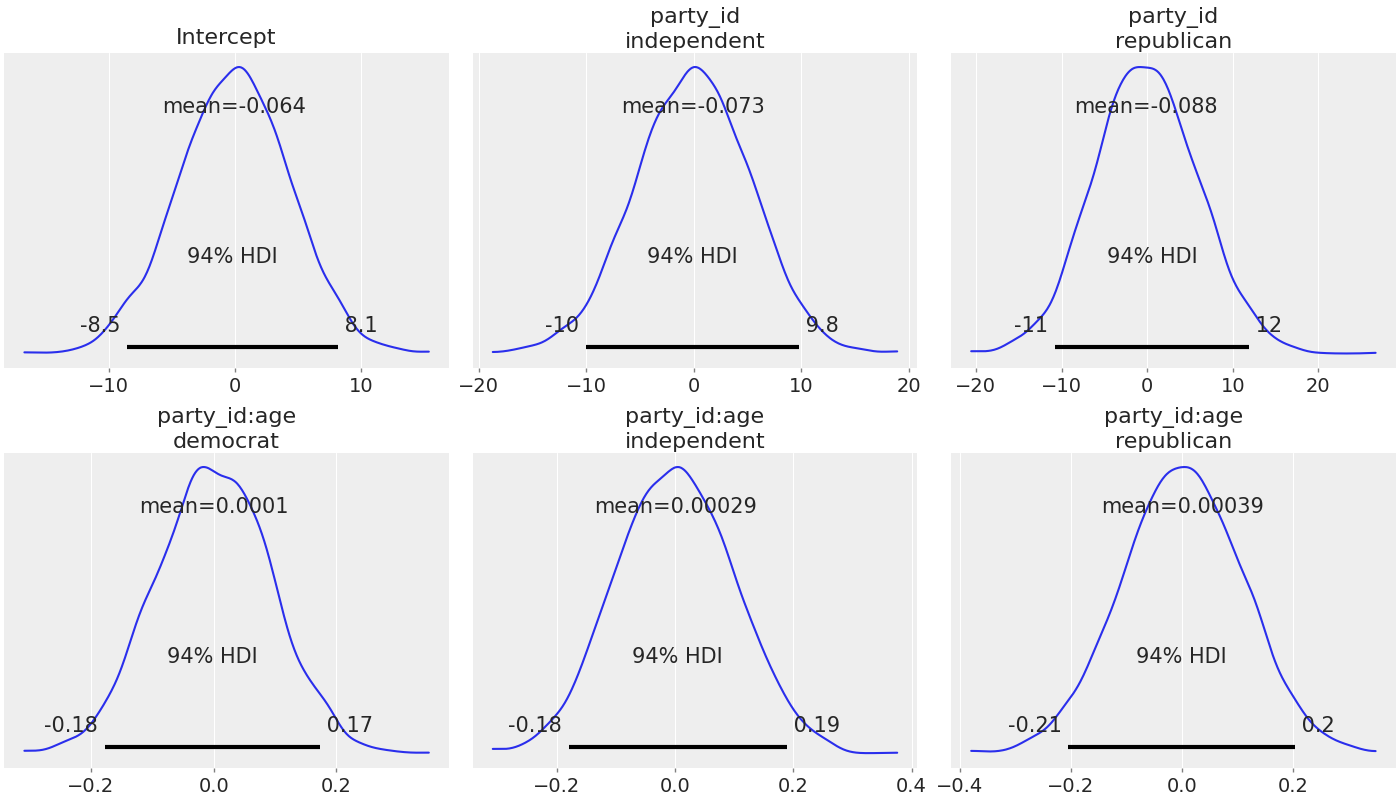 Intercept
mean=-0.064
94% HDI
-8.5
8.1
−10
0
10
party_id
independent
mean=-0.073
94% HDI
-10
9.8
−20
−10
0
10
20
party_id
republican
mean=-0.088
94% HDI
-11
12
−20
−10
0
10
20
party_id:age
democrat
mean=0.0001
94% HDI
-0.18
0.17
−0.2
0.0
0.2
party_id:age
independent
mean=0.00029
94% HDI
-0.18
0.19
−0.2
0.0
0.2
0.4
party_id:age
republican
mean=0.00039
94% HDI
-0.21
0.2
−0.4
−0.2
0.0
0.2